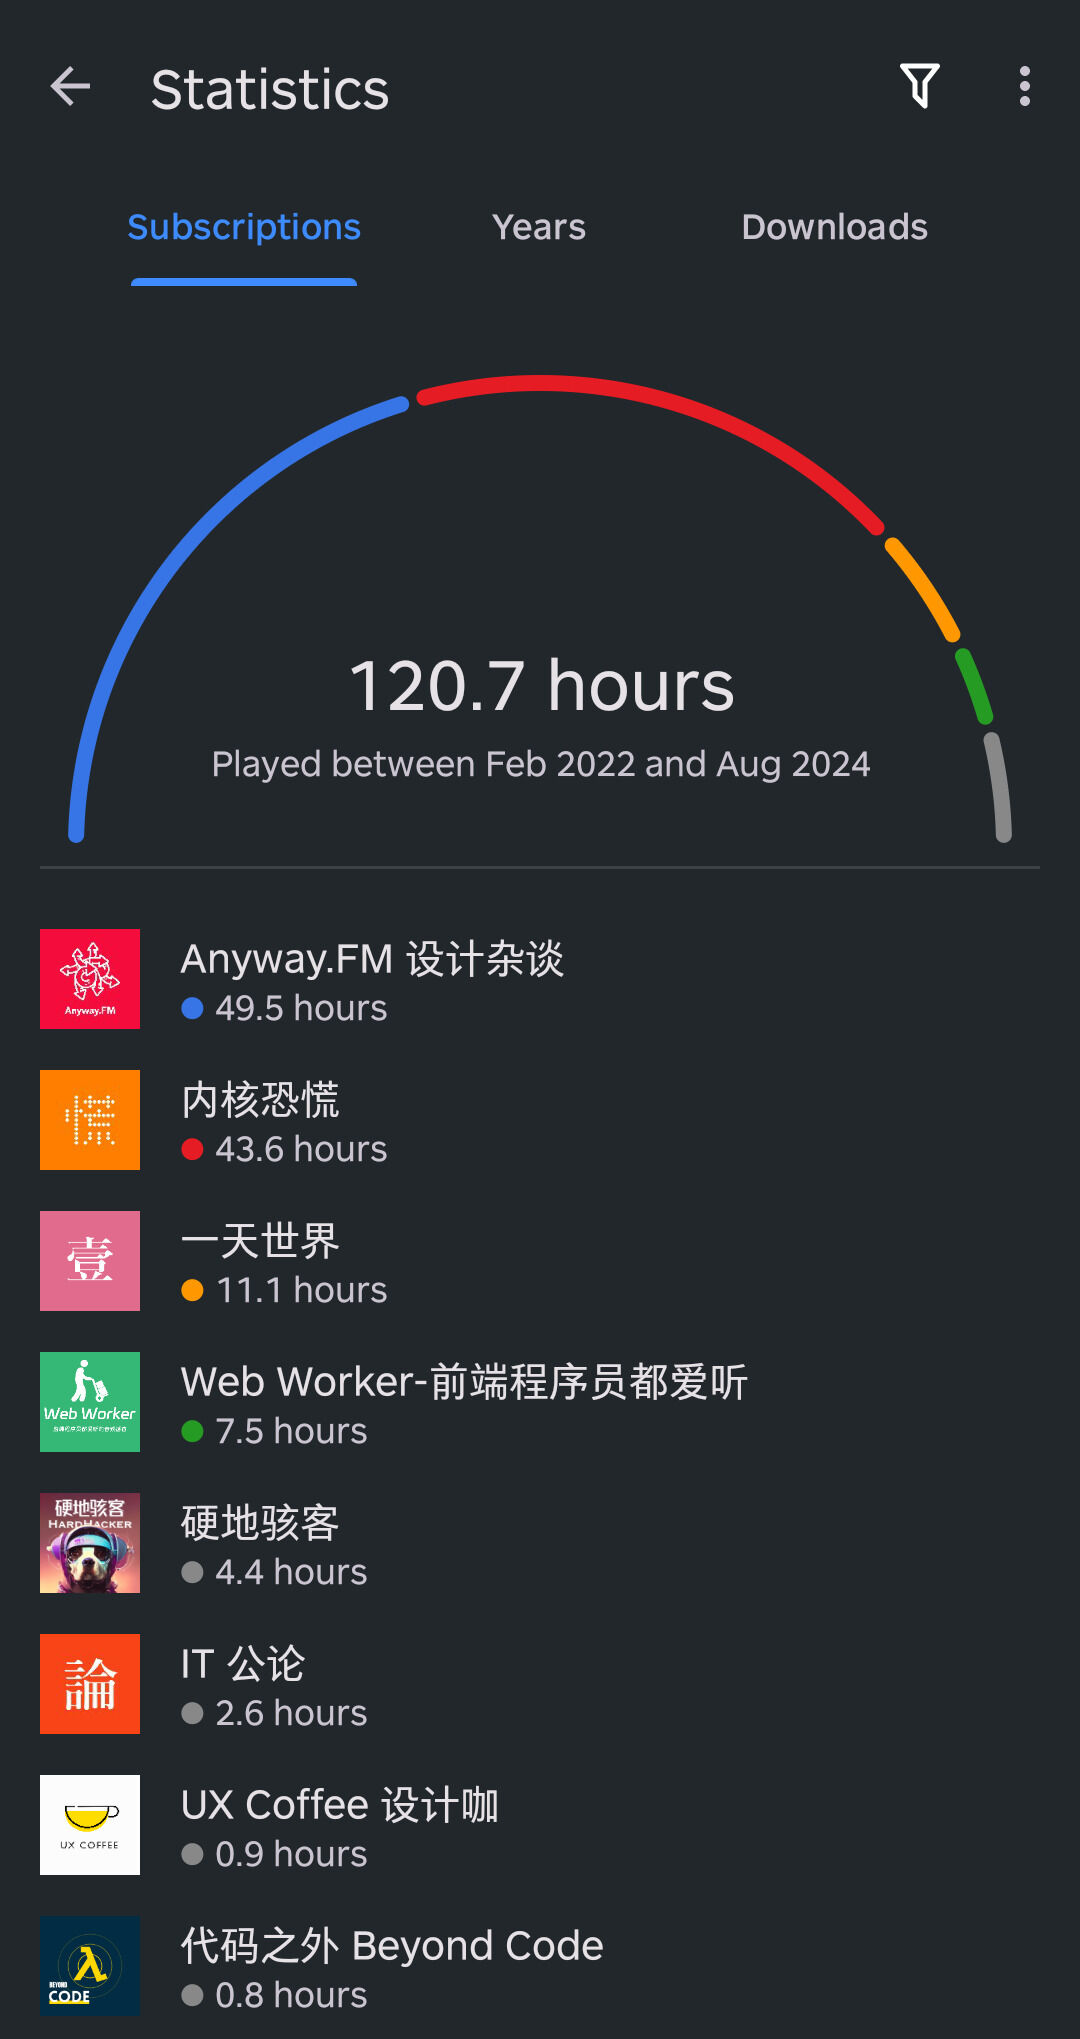 Statistics
Subscriptions Years Downloads
120.7 hours
Played between Feb 2022 and Aug 2024
Anyway.FM
Anyway.FM 设计杂谈
49.5 hours
慌
内核恐慌
43.6 hours
壹
一天世界
11.1 hours
Web Worker
Web Worker-前端程序员都爱听
7.5 hours
硬地骇客
HARDHACKER
硬地骇客
4.4 hours
論
IT 公论
2.6 hours
UX COFFEE
UX Coffee 设计咖
0.9 hours
BEYOND
CODE
代码之外 Beyond Code
0.8 hours